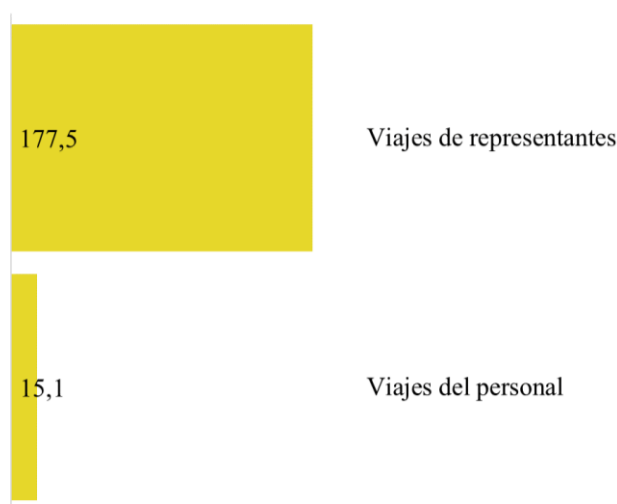 177,5
Viajes de representantes
15,1
Viajes del personal